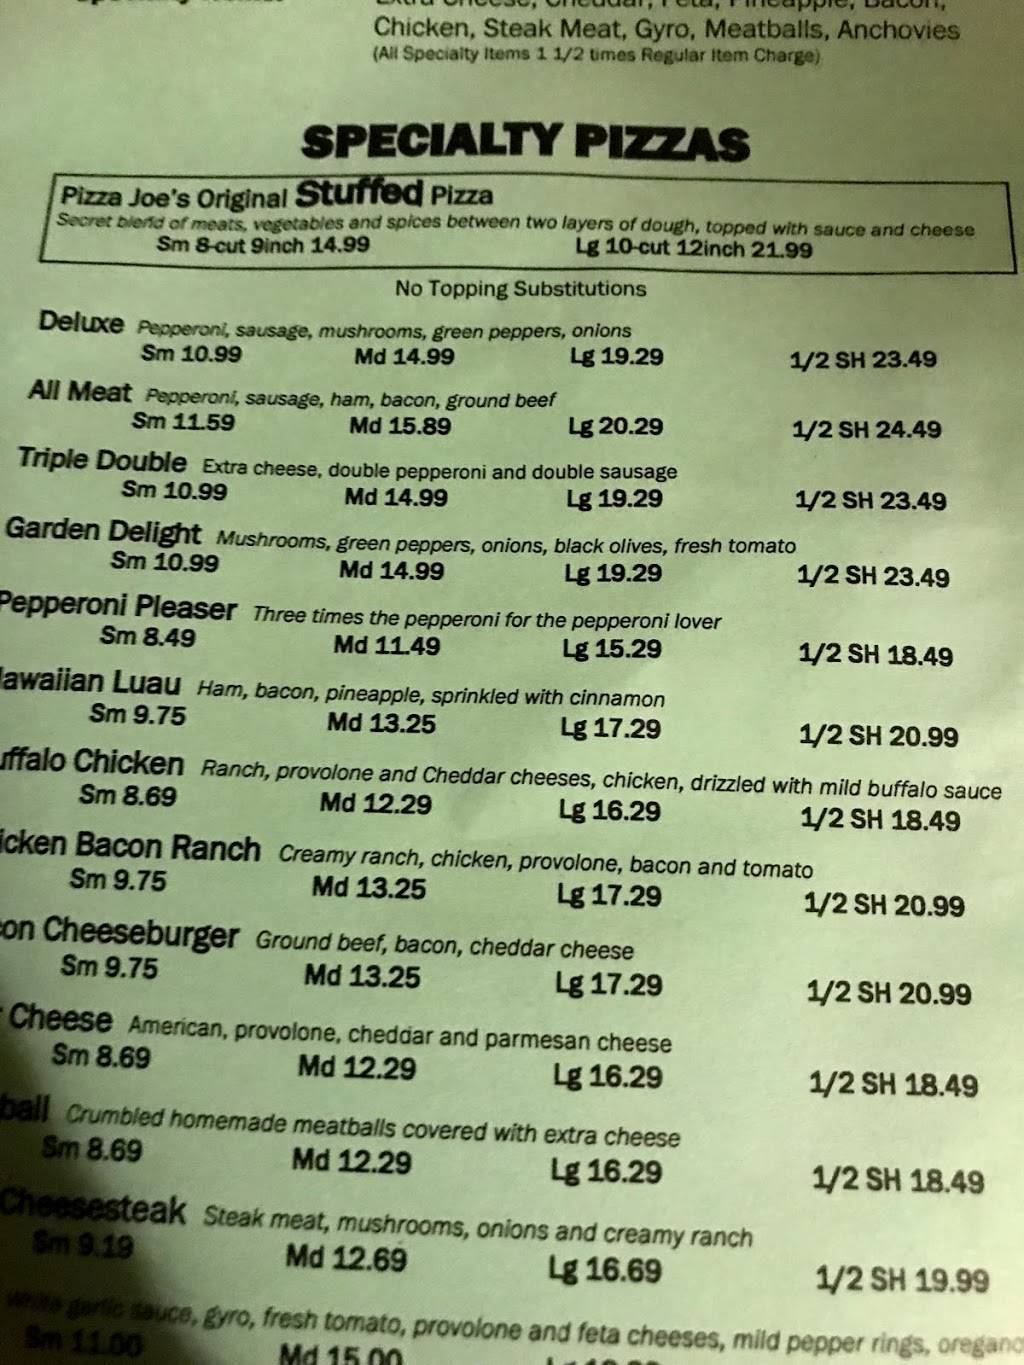 Extra Cheese, Cheddar, Feta, Pineapple, Bacon,
Chicken, Steak Meat, Gyro, Meatballs, Anchovies
(All Specialty Items 1 1/2 times Regular Item Charge)
SPECIALTY PIZZAS
Pizza Joe's Original Stuffed Pizza
Secret blend of meats, vegetables and spices between two layers of dough, topped with sauce and cheese
Sm 8-cut 9inch 14.99 Lg 10-cut 12inch 21.99
No Topping Substitutions
Deluxe Pepperoni, sausage, mushrooms, green peppers, onions
Sm 10.99 Md 14.99 Lg 19.29 1/2 SH 23.49
All Meat Pepperoni, sausage, ham, bacon, ground beef
Sm 11.59 Md 15.89 Lg 20.29 1/2 SH 24.49
Triple Double Extra cheese, double pepperoni and double sausage
Sm 10.99 Md 14.99 Lg 19.29 1/2 SH 23.49
Garden Delight Mushrooms, green peppers, onions, black olives, fresh tomato
Sm 10.99 Md 14.99 Lg 19.29 1/2 SH 23.49
Pepperoni Pleaser Three times the pepperoni for the pepperoni lover
Sm 8.49 Md 11.49 Lg 15.29 1/2 SH 18.49
awaiian Luau Ham, bacon, pineapple, sprinkled with cinnamon
Sm 9.75 Md 13.25 Lg 17.29 1/2 SH 20.99
uffalo Chicken Ranch, provolone and Cheddar cheeses, chicken, drizzled with mild buffalo sauce
Sm 8.69 Md 12.29 Lg 16.29 1/2 SH 18.49
icken Bacon Ranch Creamy ranch, chicken, provolone, bacon and tomato
Sm 9.75 Md 13.25 Lg 17.29 1/2 SH 20.99
on Cheeseburger Ground beef, bacon, cheddar cheese
Sm 9.75 Md 13.25 Lg 17.29 1/2 SH 20.99
Cheese American, provolone, cheddar and parmesan cheese
Sm 8.69 Md 12.29 Lg 16.29 1/2 SH 18.49
ball Crumbled homemade meatballs covered with extra cheese
Sm 8.69 Md 12.29 Lg 16.29 1/2 SH 18.49
Cheesesteak Steak meat, mushrooms, onions and creamy ranch
Sm 9.19 Md 12.69 Lg 16.69 1/2 SH 19.99
white garlic sauce, gyro, fresh tomato, provolone and feta cheeses, mild pepper rings, oregano
Sm 11.00 Md 15.00